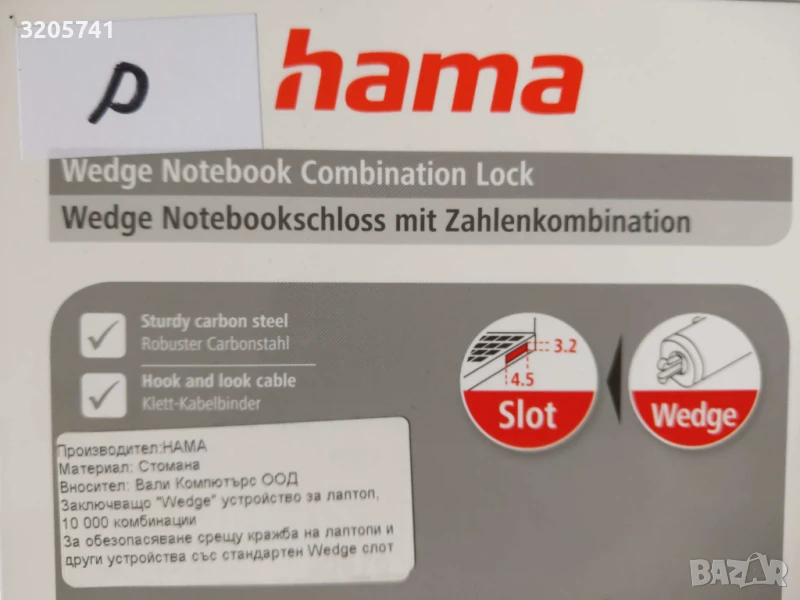 3205741
D
hama
Wedge Notebook Combination Lock
Wedge Notebookschloss mit Zahlenkombination
Sturdy carbon steel
Robuster Carbonstahl
Hook and look cable
Klett-Kabelbinder
3.2
4.5
Slot
Wedge
Производител:HAMA
Материал: Стомана
Вносител: Вали Компютърс ООД
Заключващо "Wedge" устройство за лаптоп,
10 000 комбинации
За обезопасяване срещу кражба на лаптопи и
други устройства със стандартен Wedge слот
BAZAR